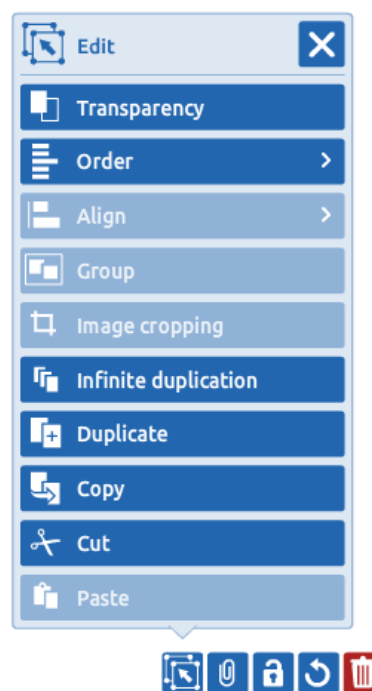 Edit
Transparency
Order
Align
Group
Image cropping
Infinite duplication
Duplicate
Copy
Cut
Paste